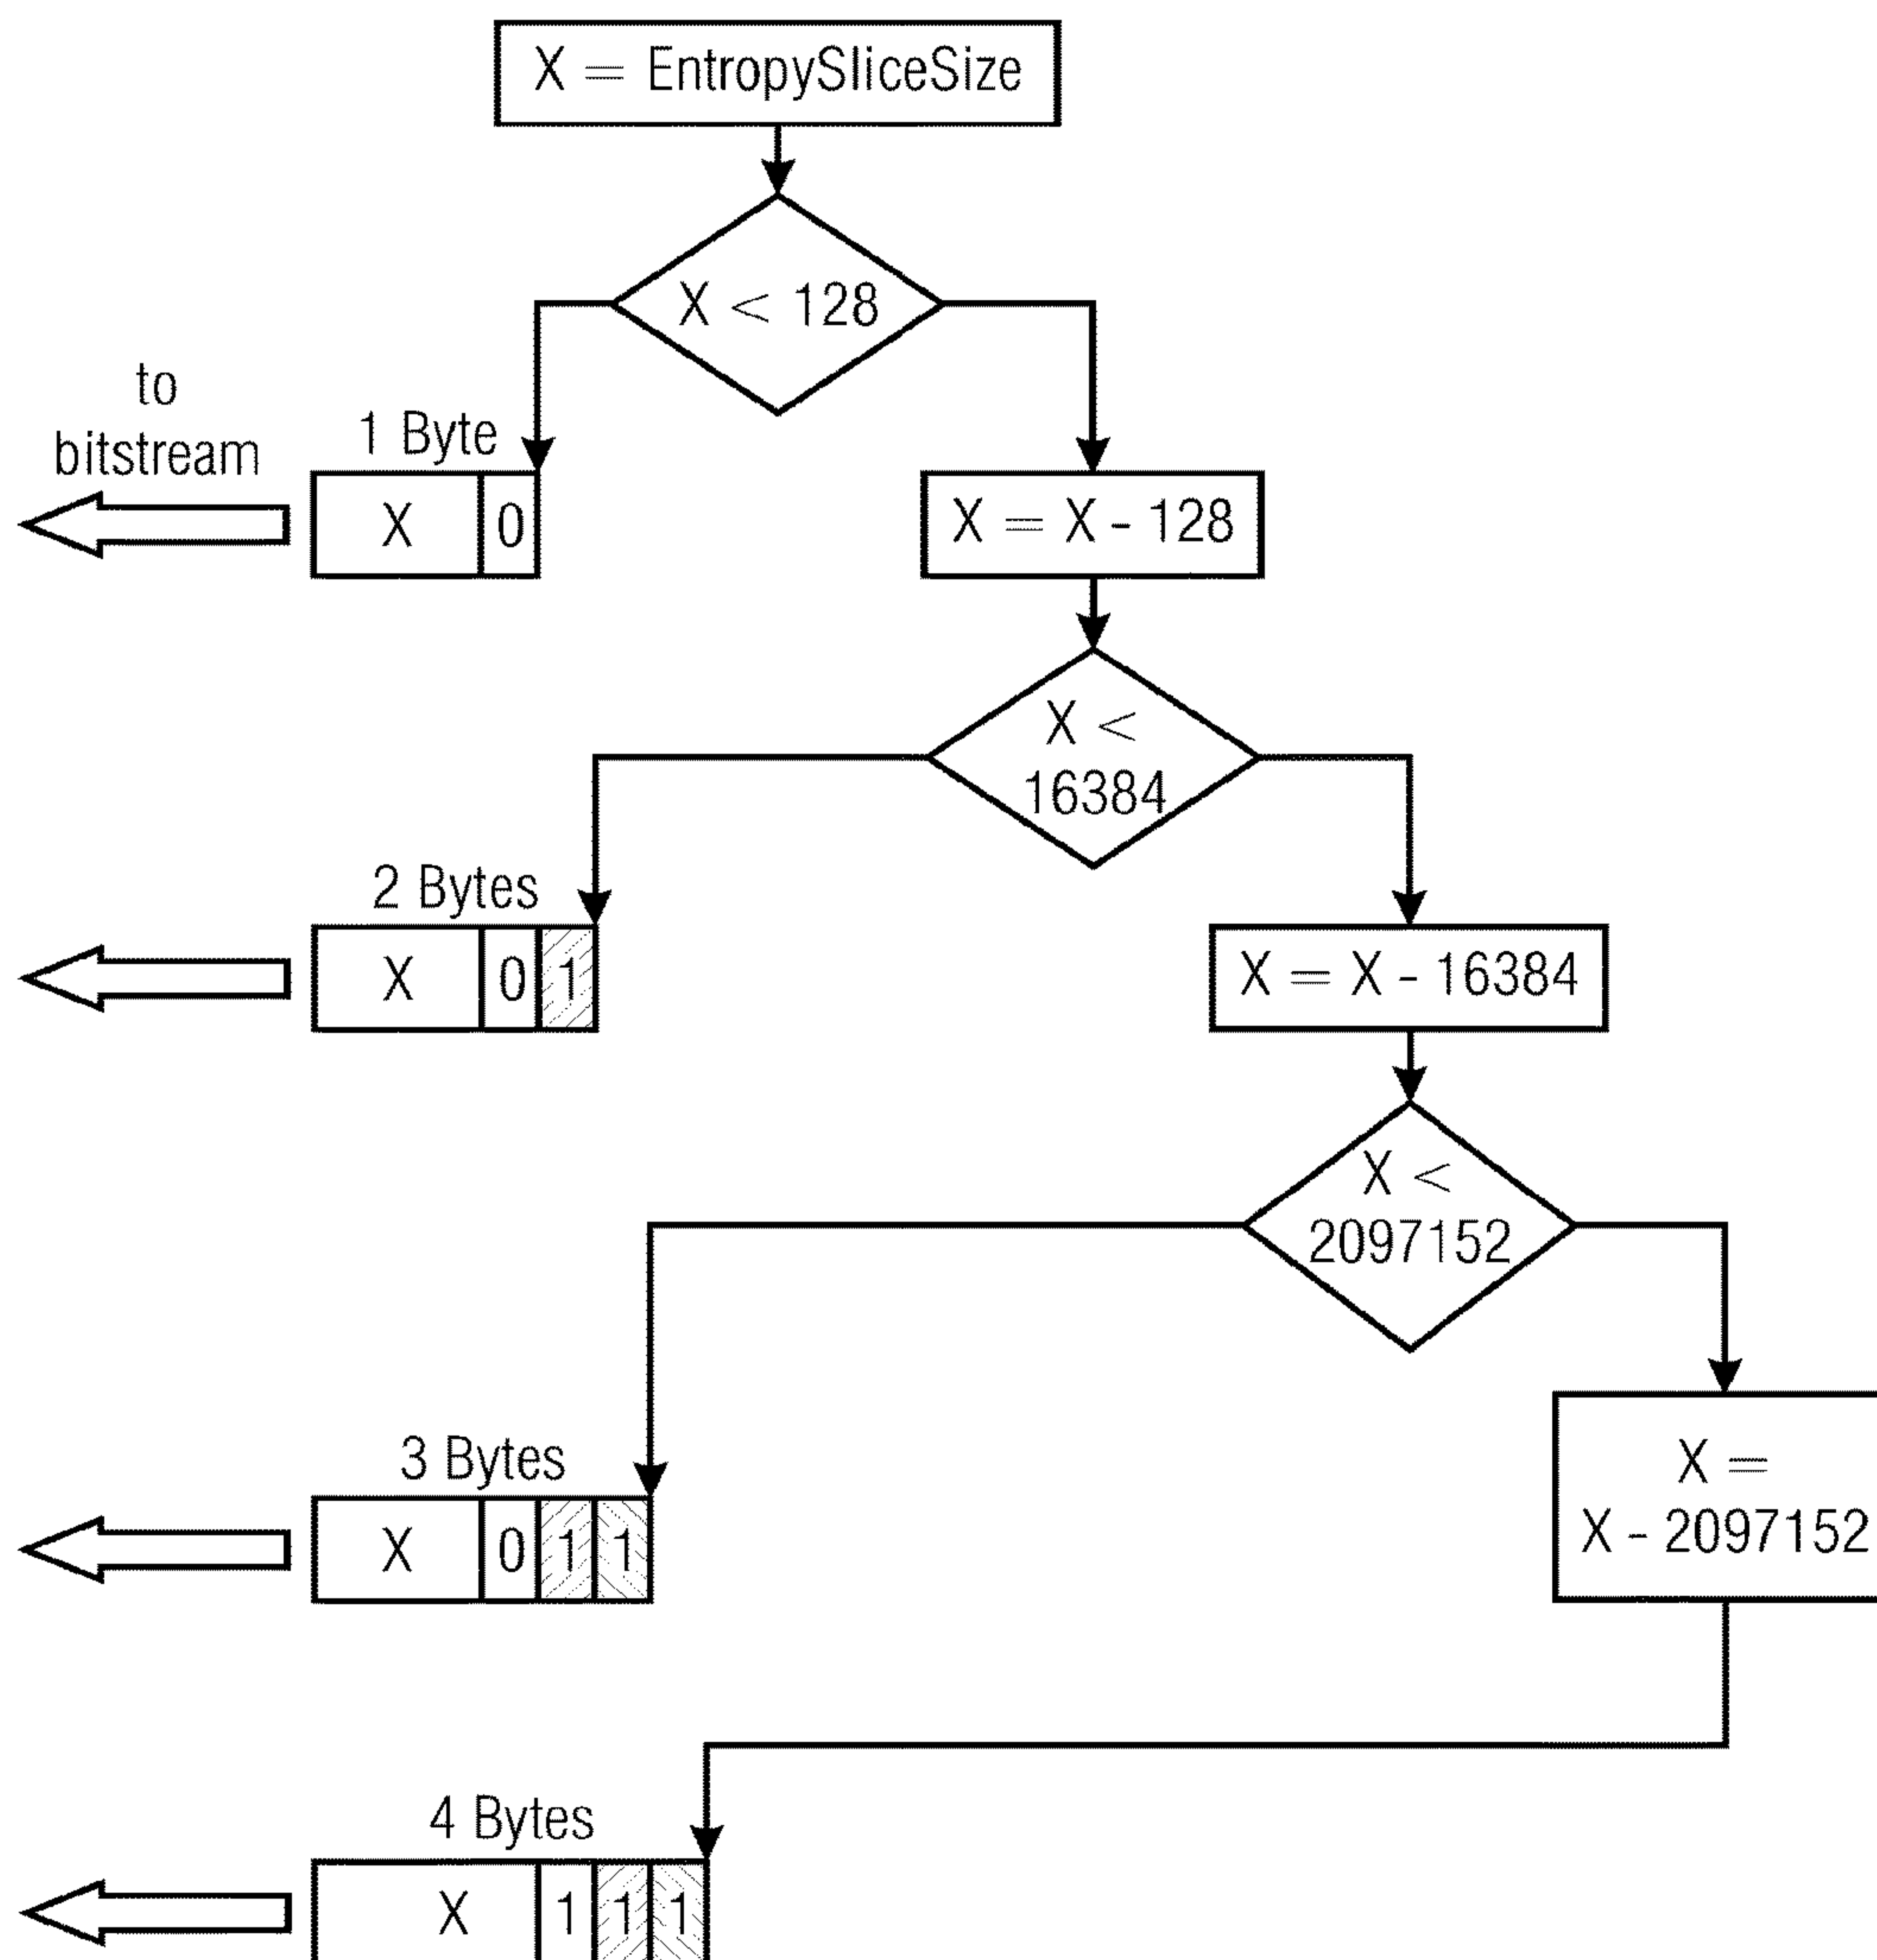 X = EntropySliceSize
X < 128
to
bitstream
1 Byte
X 0
X = X - 128
X <
16384
2 Bytes
X 0 1
X = X - 16384
X <
2097152
3 Bytes
X 0 1 1
X =
X - 2097152
4 Bytes
X 1 1 1